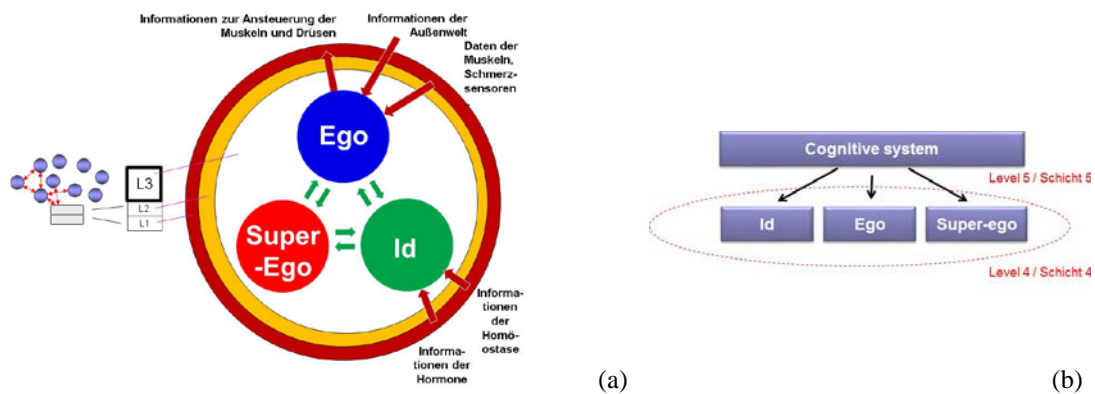 Informationen zur Ansteuerung der
Muskeln und Drüsen
Informationen der
Außenwelt
Daten der
Muskeln,
Schmerz-
sensoren
Ego
L3
L2
L1
Super
-Ego
Id
Informa-
tionen
der
Homö-
ostase
Informa-
tionen der
Hormone
(a)
Cognitive system
Level 5 / Schicht 5
Id
Ego
Super-ego
Level 4 / Schicht 4
(b)